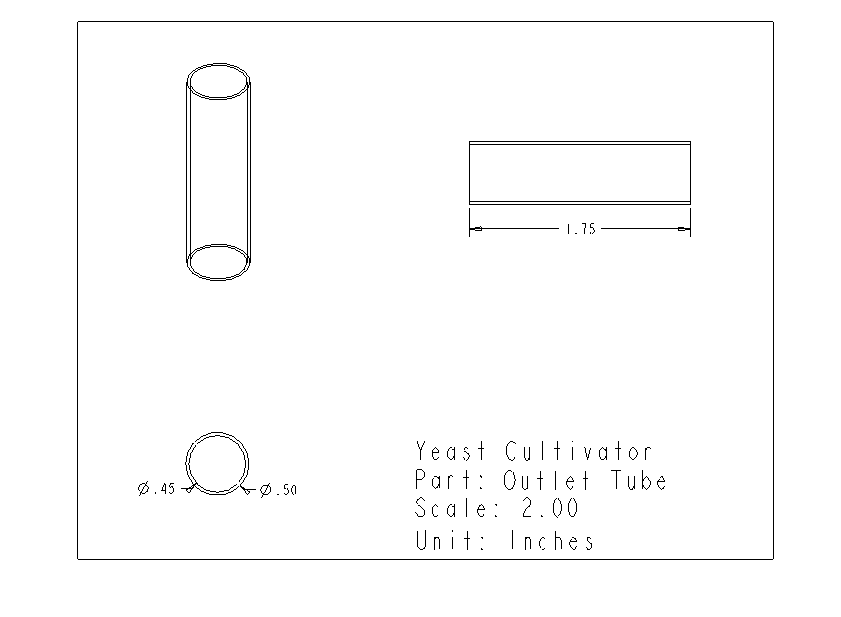 1.75
Ø.45
Ø.50
Yeast Cultivator
Part: Outlet Tube
Scale: 2.00
Unit: Inches